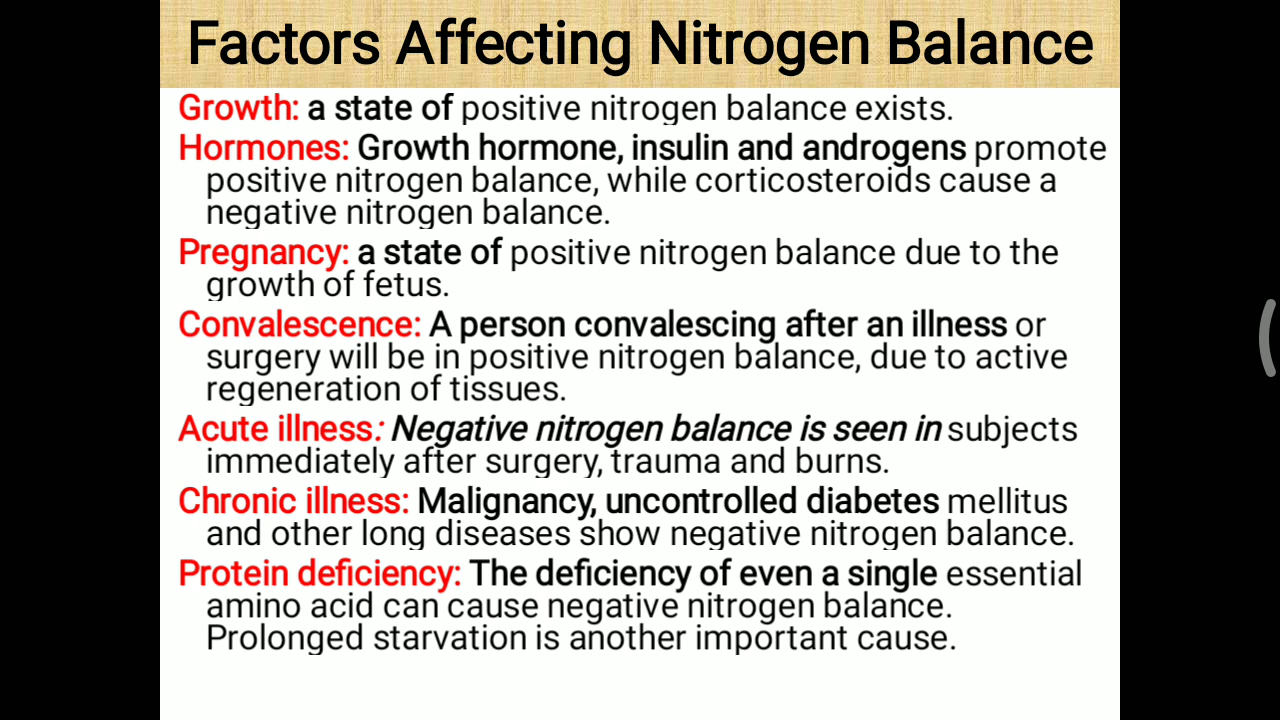 Factors Affecting Nitrogen Balance
Growth: a state of positive nitrogen balance exists.
Hormones: Growth hormone, insulin and androgens promote
positive nitrogen balance, while corticosteroids cause a
negative nitrogen balance.
Pregnancy: a state of positive nitrogen balance due to the
growth of fetus.
Convalescence: A person convalescing after an illness or
surgery will be in positive nitrogen balance, due to active
regeneration of tissues.
Acute illness: Negative nitrogen balance is seen in subjects
immediately after surgery, trauma and burns.
Chronic illness: Malignancy, uncontrolled diabetes mellitus
and other long diseases show negative nitrogen balance.
Protein deficiency: The deficiency of even a single essential
amino acid can cause negative nitrogen balance.
Prolonged starvation is another important cause.